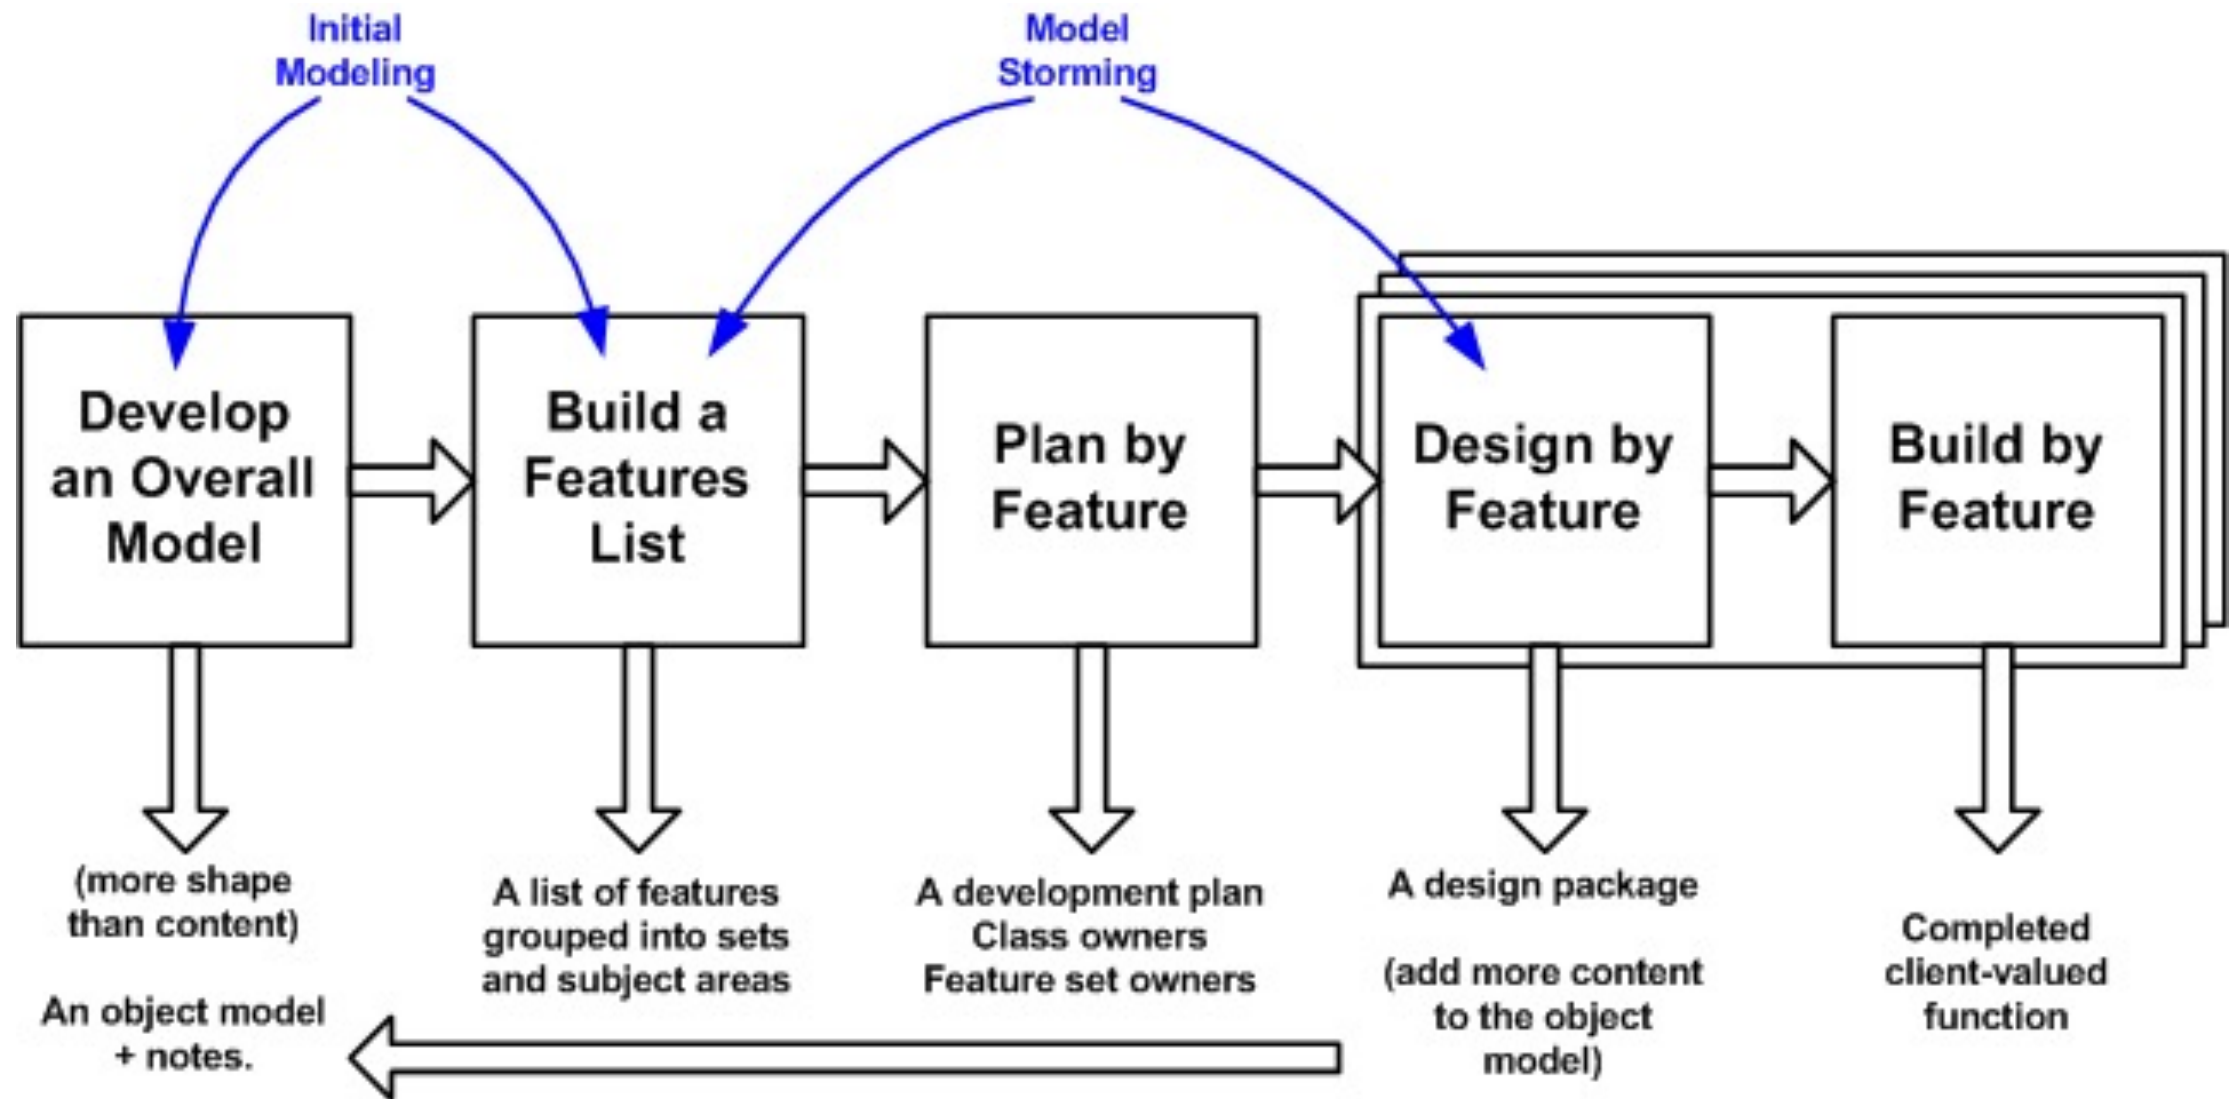 Initial
Modeling
Model
Storming
Develop
an Overall
Model
Build a
Features
List
Plan by
Feature
Design by
Feature
Build by
Feature
(more shape
than content)
An object model
+ notes.
A list of features
grouped into sets
and subject areas
A development plan
Class owners
Feature set owners
A design package
(add more content
to the object
model)
Completed
client-valued
function